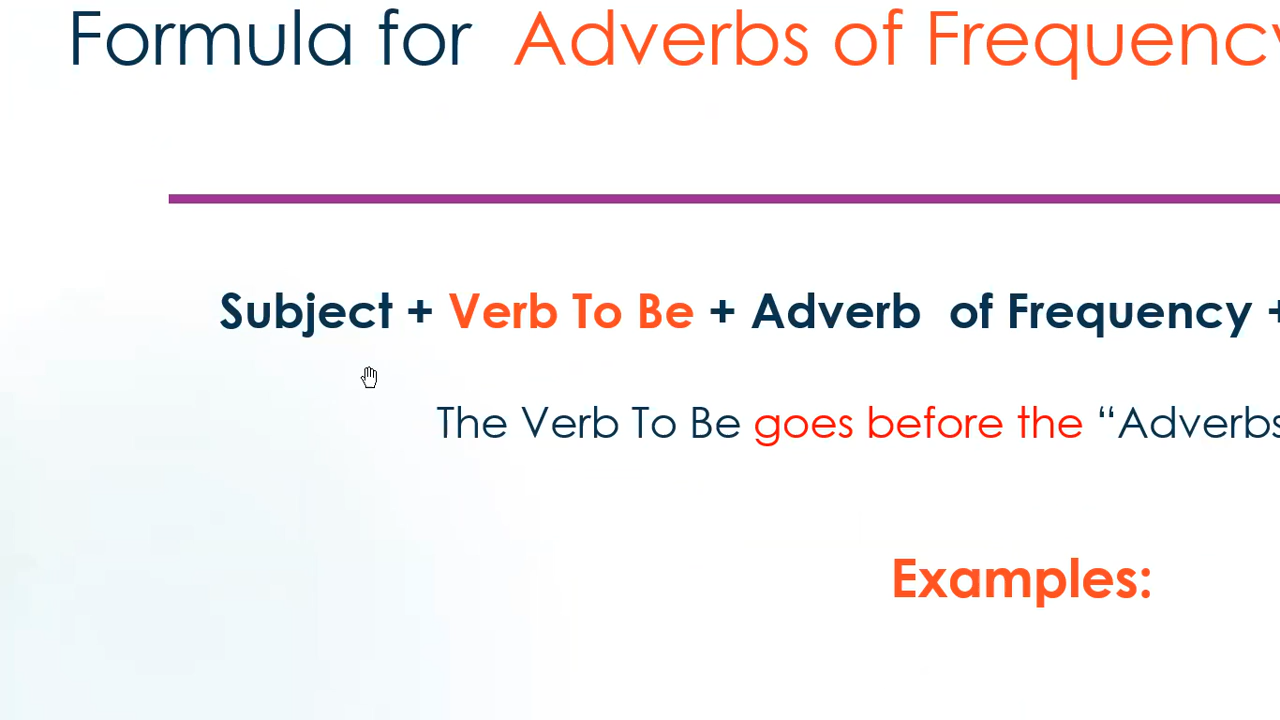 Formula for Adverbs of Frequency
Subject + Verb To Be + Adverb of Frequency +
The Verb To Be goes before the “Adverbs
Examples: